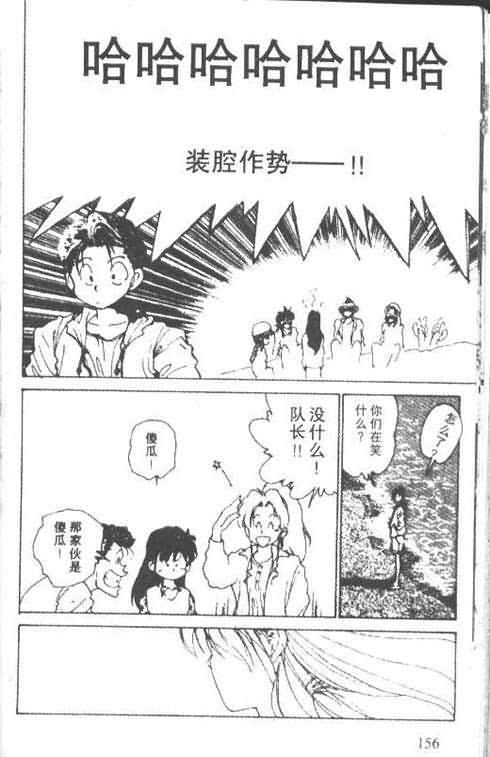 哈哈哈哈哈哈哈
装腔作势——!!
怎么了？
你们在笑
什么？
没什么！
队长!!
傻瓜！
那家伙是
傻瓜！
156